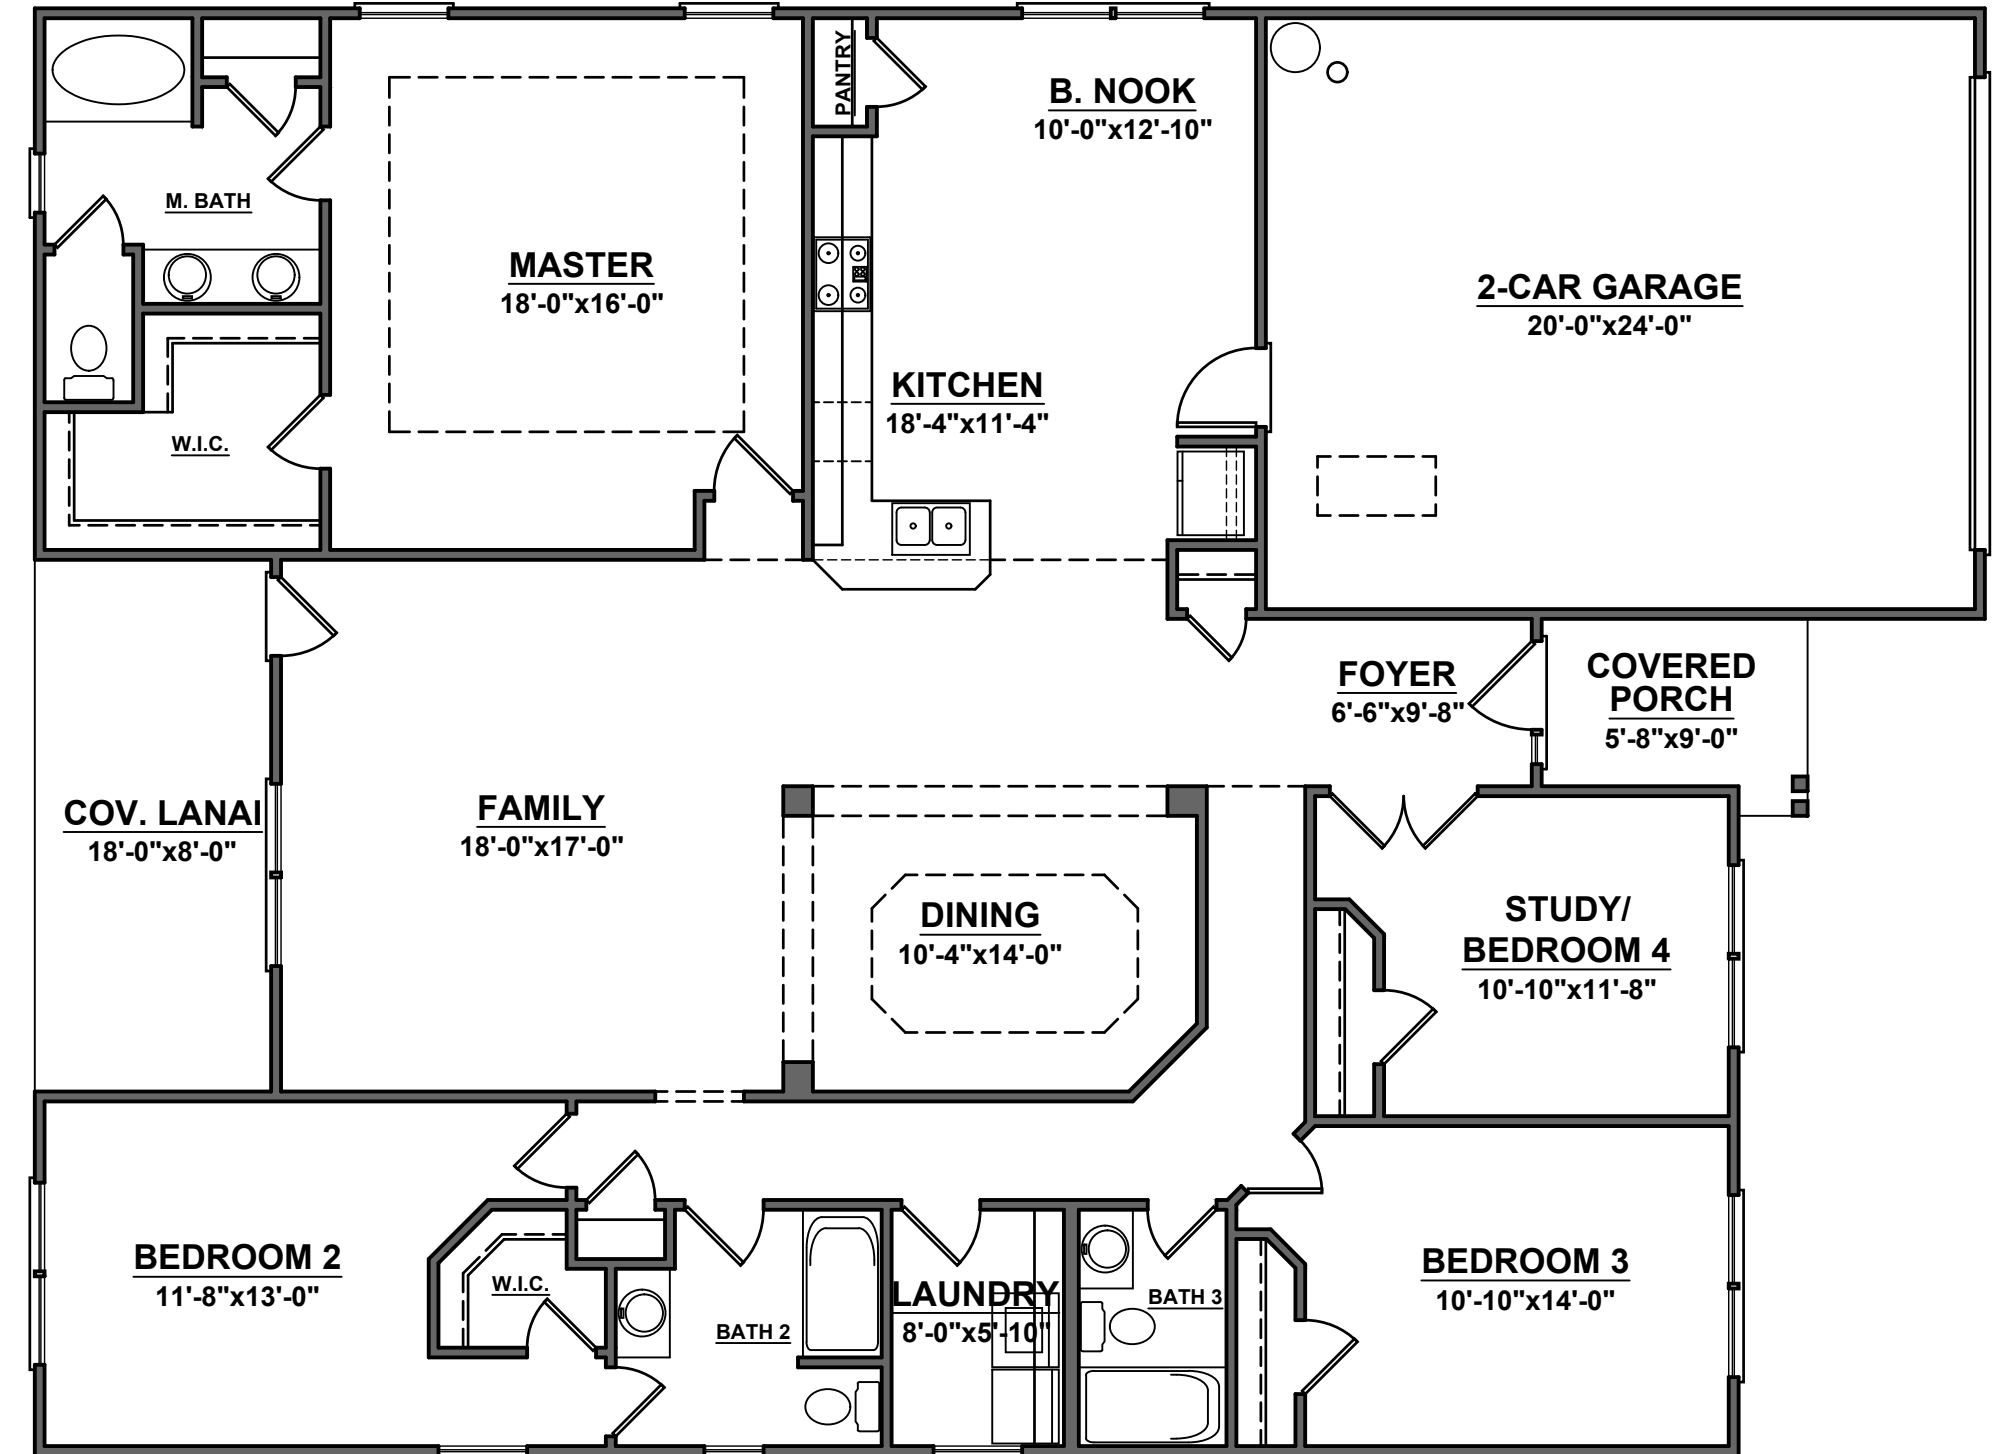 PANTRY
B. NOOK
10'-0"x12'-10"
M. BATH
MASTER
18'-0"x16'-0"
2-CAR GARAGE
20'-0"x24'-0"
KITCHEN
18'-4"x11'-4"
W.I.C.
FOYER
6'-6"x9'-8"
COVERED
PORCH
5'-8"x9'-0"
COV. LANAI
18'-0"x8'-0"
FAMILY
18'-0"x17'-0"
DINING
10'-4"x14'-0"
STUDY/
BEDROOM 4
10'-10"x11'-8"
BEDROOM 2
11'-8"x13'-0"
W.I.C.
BATH 2
LAUNDRY
8'-0"x5'-10"
BATH 3
BEDROOM 3
10'-10"x14'-0"